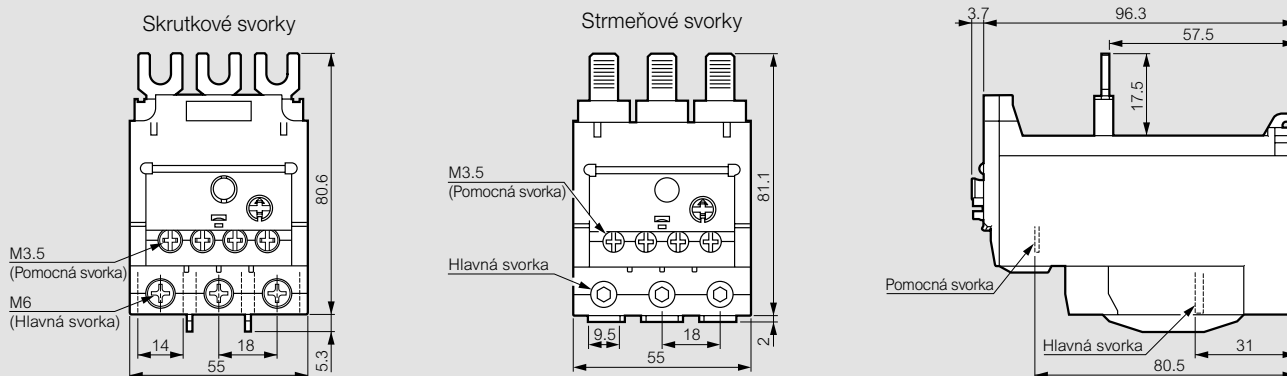 Skrutkové svorky
80.6
M3.5
(Pomocná svorka)
M6
(Hlavná svorka)
14
18
5.3
55
Strmeňové svorky
M3.5
(Pomocná svorka)
81.1
Hlavná svorka
9.5
18
2
55
3.7
96.3
57.5
17.5
Pomocná svorka
Hlavná svorka
31
80.5